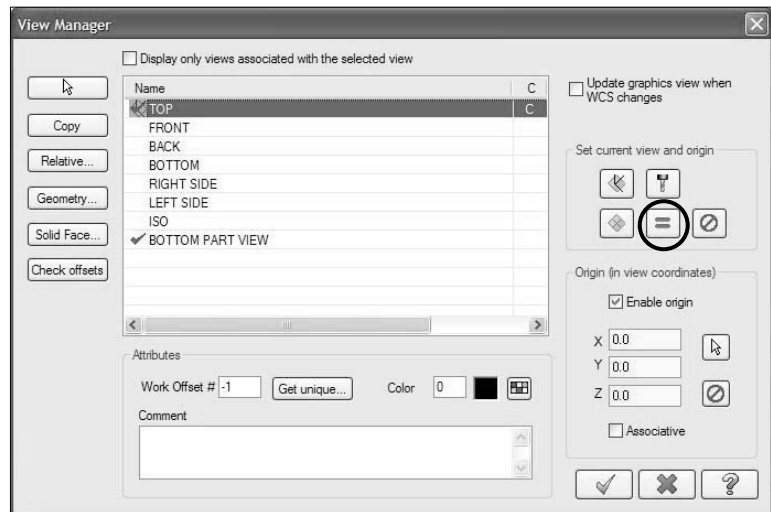 View Manager
Display only views associated with the selected view
Name C
TOP C
FRONT
BACK
BOTTOM
RIGHT SIDE
LEFT SIDE
ISO
BOTTOM PART VIEW
Copy
Relative...
Geometry...
Solid Face...
Check offsets
Attributes
Work Offset # -1 Get unique... Color 0
Comment
Update graphics view when
WCS changes
Set current view and origin
Origin (in view coordinates)
Enable origin
X 0.0
Y 0.0
Z 0.0
Associative